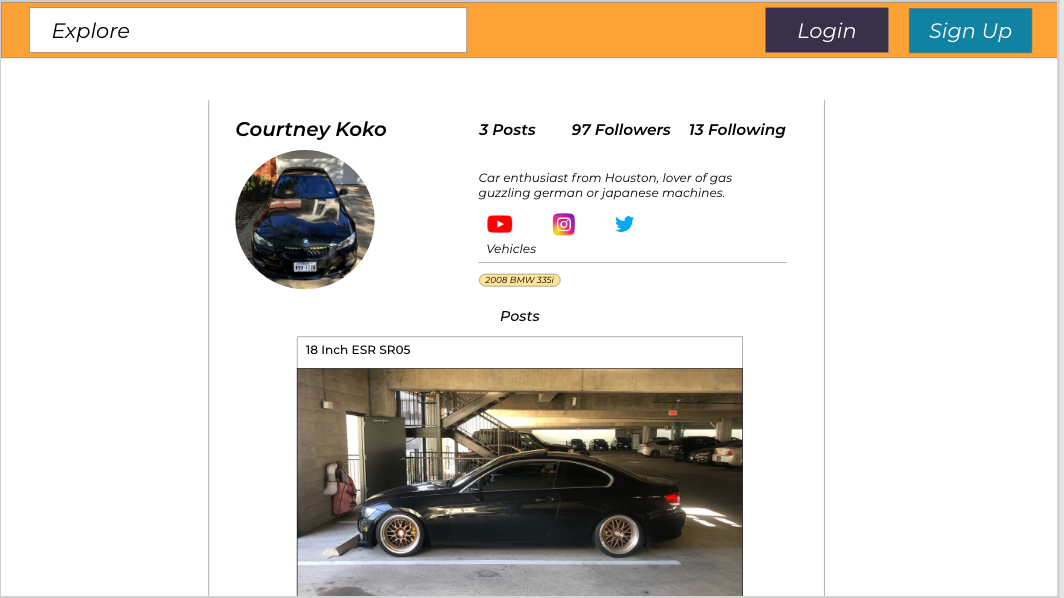 Explore
Login
Sign Up
Courtney Koko
3 Posts
97 Followers
13 Following
Car enthusiast from Houston, lover of gas
guzzling german or japanese machines.
Vehicles
2008 BMW 335i
Posts
18 Inch ESR SR05